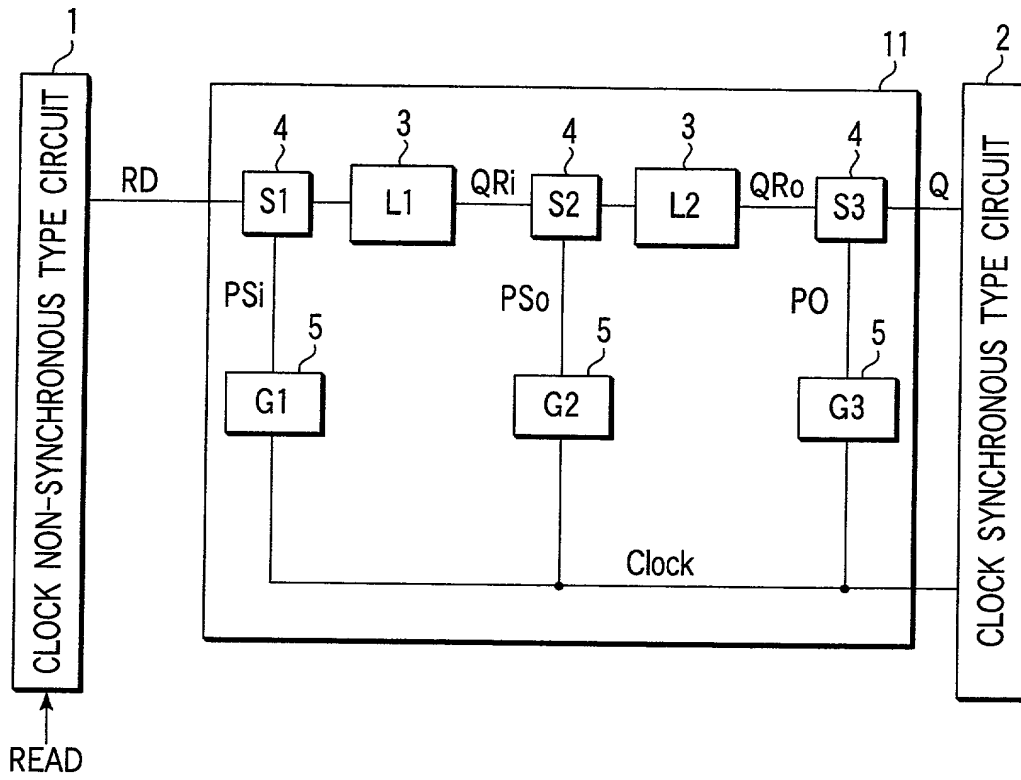 1
11
2
CLOCK NON-SYNCHRONOUS TYPE CIRCUIT
4
3
4
3
4
RD
S1
L1
QRi
S2
L2
QRo
S3
Q
PSi
PSo
PO
5
5
5
G1
G2
G3
Clock
CLOCK SYNCHRONOUS TYPE CIRCUIT
READ